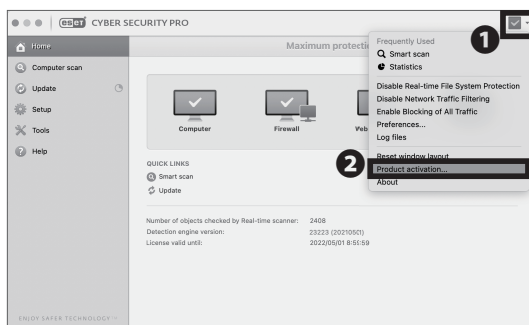 eset CYBER SECURITY PRO
1
Home
Computer scan
Update
Setup
Tools
Help
Maximum protectio
Computer
Firewall
Web
QUICK LINKS
Smart scan
Update
Number of objects checked by Real-time scanner: 2408
Detection engine version: 23223 (20210501)
License valid until: 2022/05/01 8:59:59
Frequently Used
Smart scan
Statistics
Disable Real-time File System Protection
Disable Network Traffic Filtering
Enable Blocking of All Traffic
Preferences...
Log files
Reset window layout
2
Product activation...
About
ENJOY SAFER TECHNOLOGY™